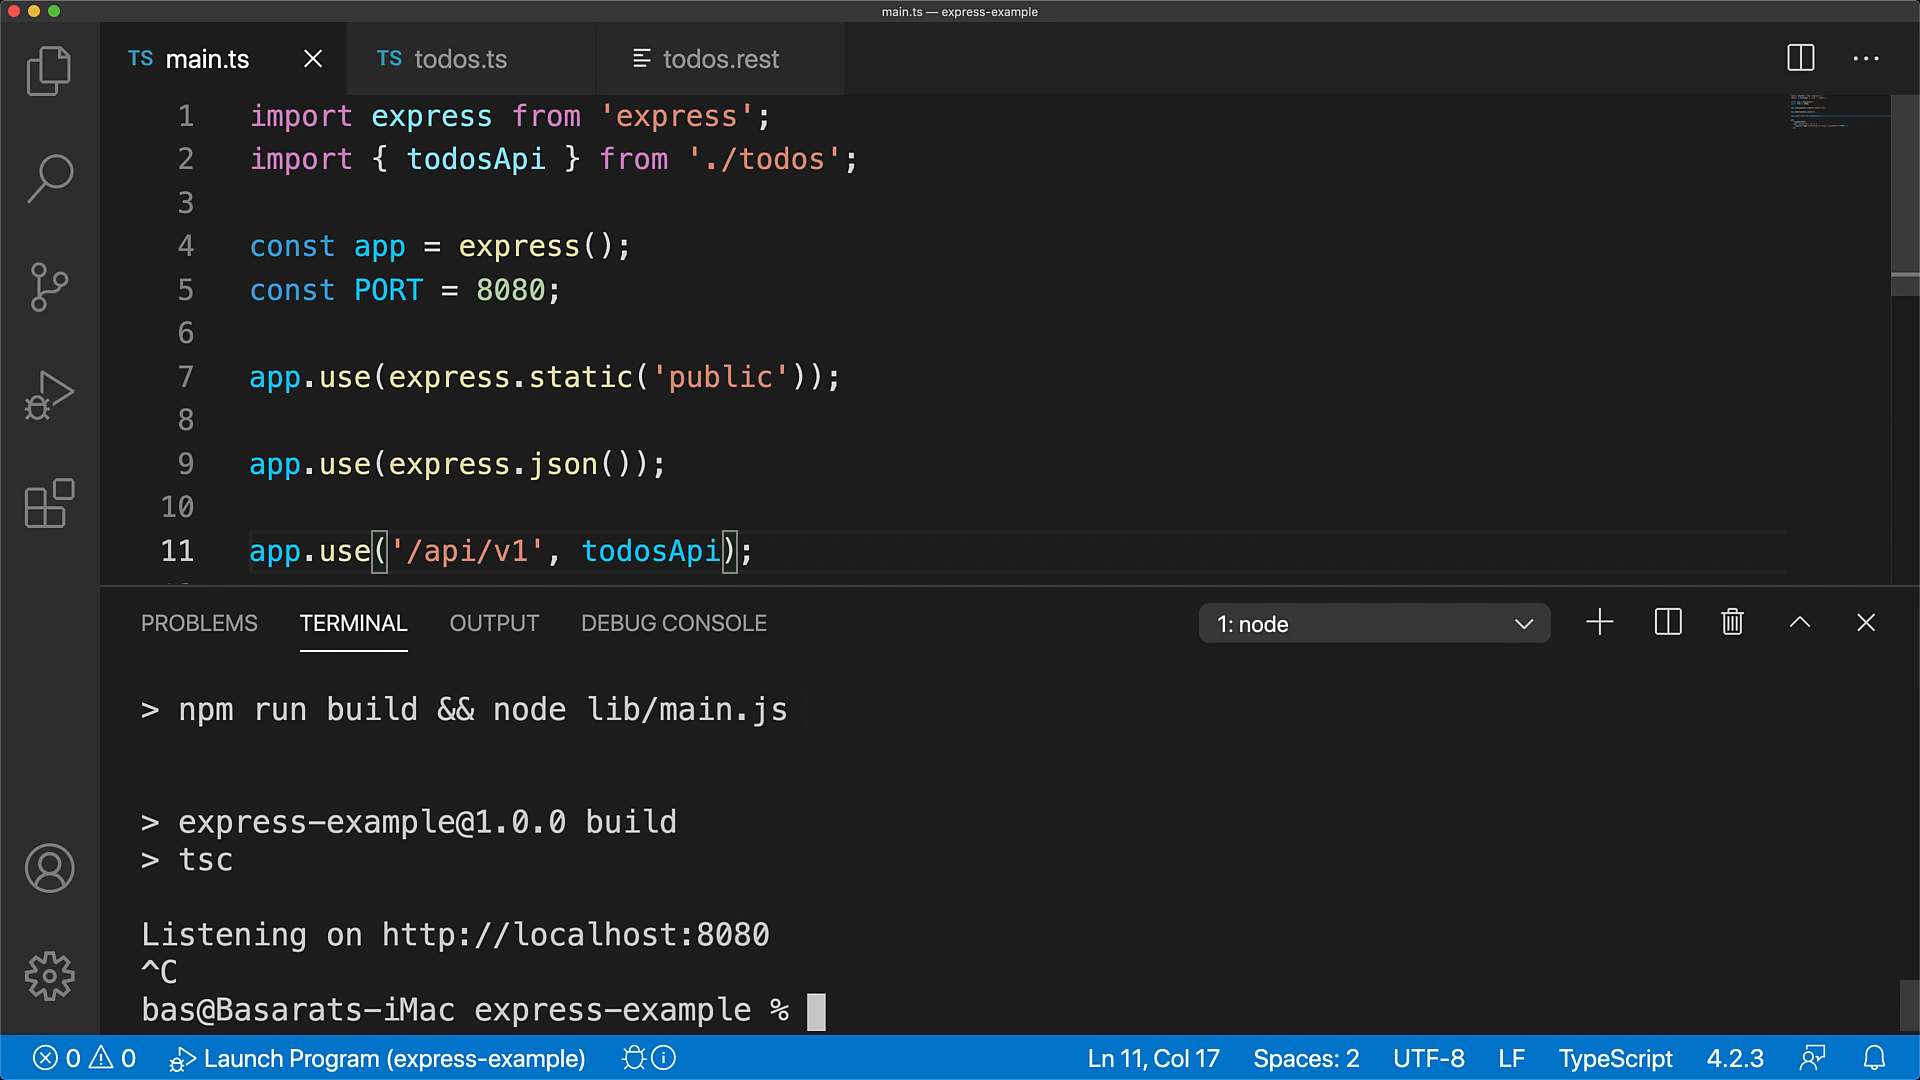 main.ts — express-example
TS main.ts
TS todos.ts
todos.rest
1 import express from 'express';
2 import { todosApi } from './todos';
3
4 const app = express();
5 const PORT = 8080;
6
7 app.use(express.static('public'));
8
9 app.use(express.json());
10
11 app.use('/api/v1', todosApi);
PROBLEMS TERMINAL OUTPUT DEBUG CONSOLE 1: node
> npm run build && node lib/main.js
> express-example@1.0.0 build
> tsc
Listening on http://localhost:8080
^C
bas@Basarats-iMac express-example %
0 0 Launch Program (express-example) Ln 11, Col 17 Spaces: 2 UTF-8 LF TypeScript 4.2.3